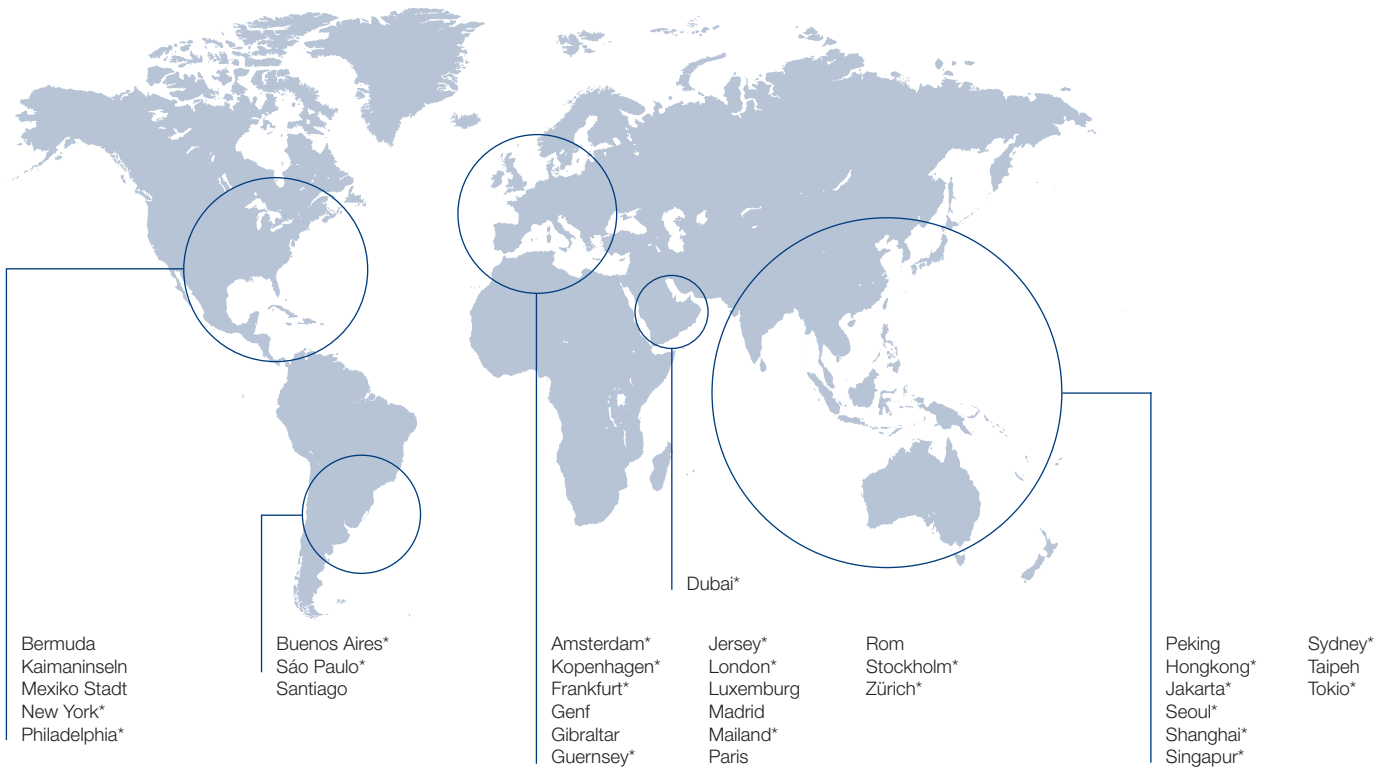 Dubai*
Bermuda
Kaimaninseln
Mexiko Stadt
New York*
Philadelphia*
Buenos Aires*
Sáo Paulo*
Santiago
Amsterdam*
Kopenhagen*
Frankfurt*
Genf
Gibraltar
Guernsey*
Jersey*
London*
Luxemburg
Madrid
Mailand*
Paris
Rom
Stockholm*
Zürich*
Peking
Hongkong*
Jakarta*
Seoul*
Shanghai*
Singapur*
Sydney*
Taipeh
Tokio*